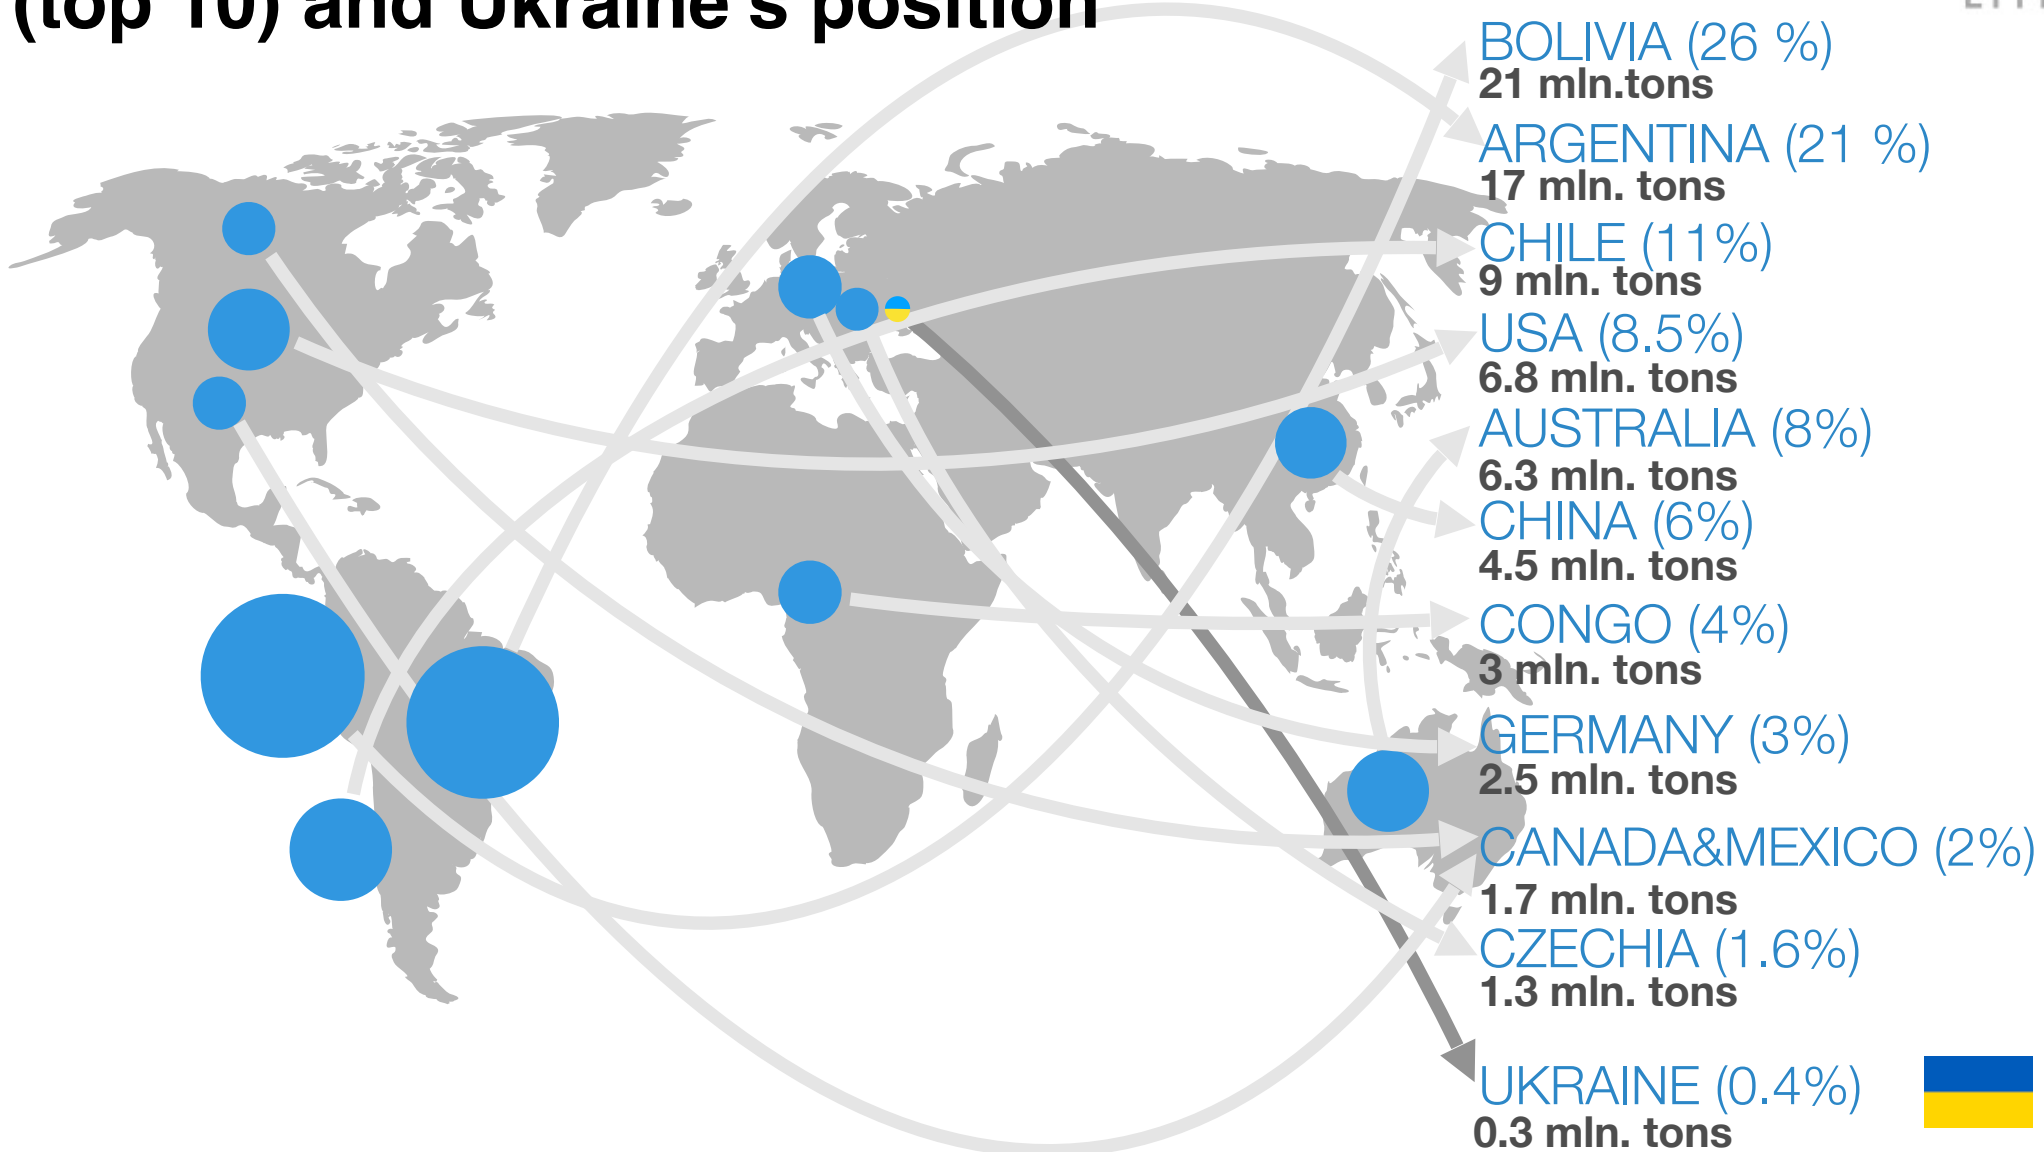 (top 10) and Ukraine's position
BOLIVIA (26 %)
21 mln.tons
ARGENTINA (21 %)
17 mln. tons
CHILE (11%)
9 mln. tons
USA (8.5%)
6.8 mln. tons
AUSTRALIA (8%)
6.3 mln. tons
CHINA (6%)
4.5 mln. tons
CONGO (4%)
3 mln. tons
GERMANY (3%)
2.5 mln. tons
CANADA&MEXICO (2%)
1.7 mln. tons
CZECHIA (1.6%)
1.3 mln. tons
UKRAINE (0.4%)
0.3 mln. tons